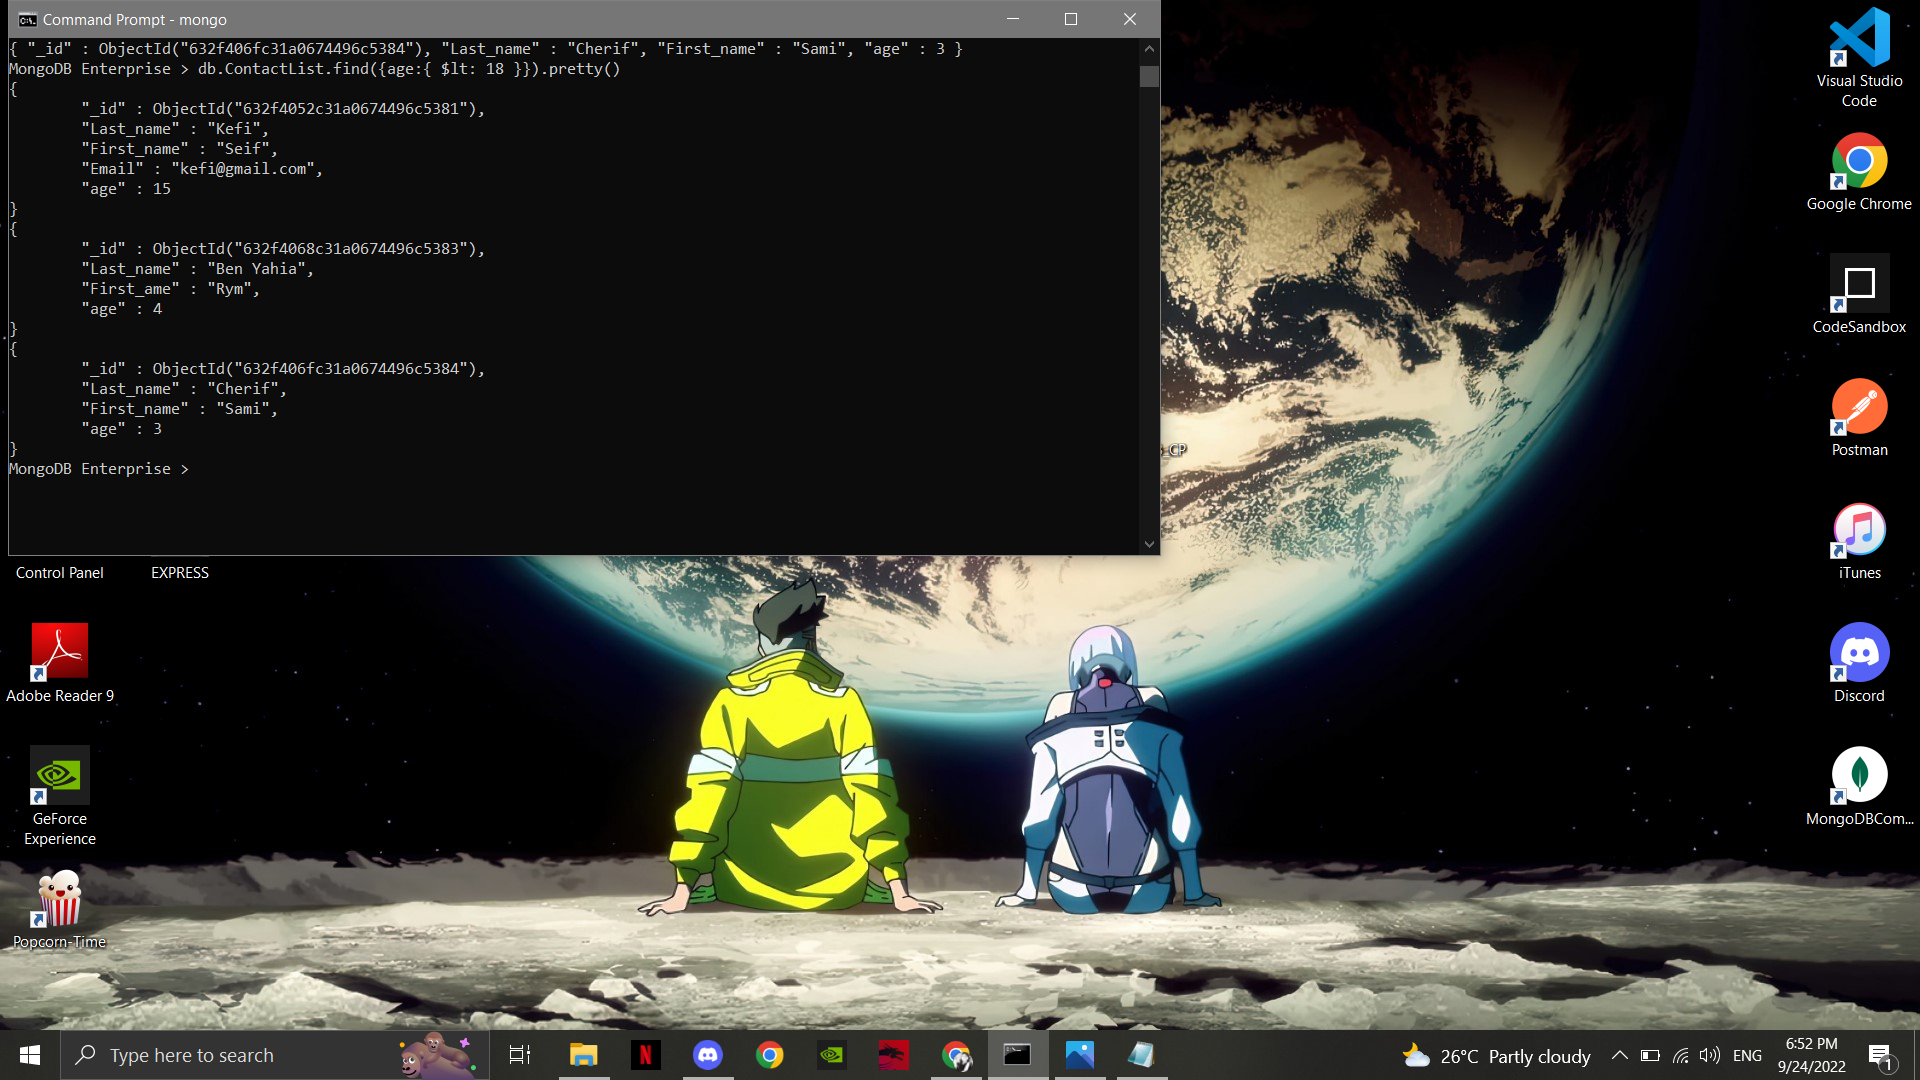 Command Prompt - mongo
{ "_id" : ObjectId("632f406fc31a0674496c5384"), "Last_name" : "Cherif", "First_name" : "Sami", "age" : 3 }
MongoDB Enterprise > db.ContactList.find({age:{ $lt: 18 }}).pretty()
{
"_id" : ObjectId("632f4052c31a0674496c5381"),
"Last_name" : "Kefi",
"First_name" : "Seif",
"Email" : "kefi@gmail.com",
"age" : 15
}
{
"_id" : ObjectId("632f4068c31a0674496c5383"),
"Last_name" : "Ben Yahia",
"First_ame" : "Rym",
"age" : 4
}
{
"_id" : ObjectId("632f406fc31a0674496c5384"),
"Last_name" : "Cherif",
"First_name" : "Sami",
"age" : 3
}
MongoDB Enterprise >
_CP
Control Panel
EXPRESS
Adobe Reader 9
GeForce
Experience
Popcorn-Time
Visual Studio
Code
Google Chrome
CodeSandbox
Postman
iTunes
Discord
MongoDBCom...
Type here to search
N
26°C Partly cloudy
ENG
6:52 PM
9/24/2022
1